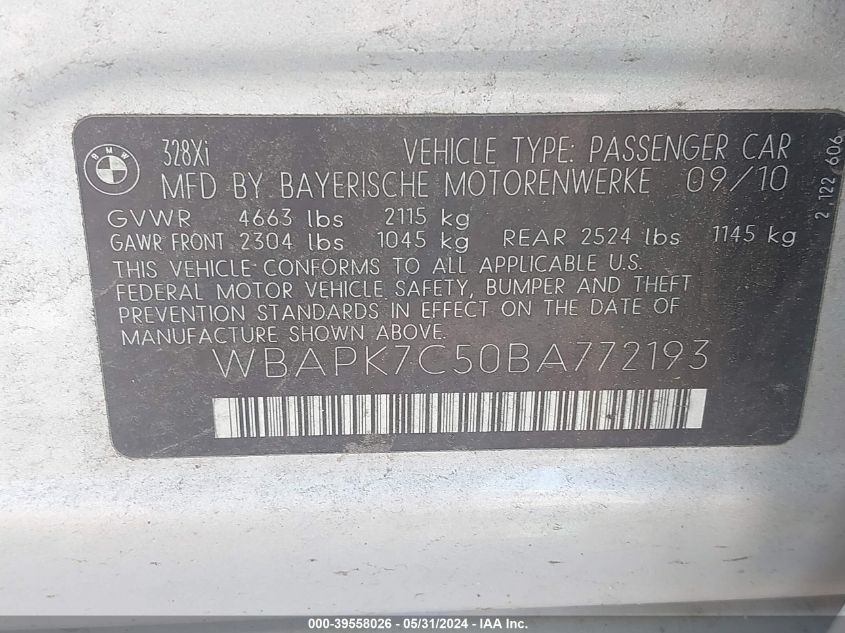 BMW
328Xi VEHICLE TYPE: PASSENGER CAR
MFD BY BAYERISCHE MOTORENWERKE 09/10
GVWR 4663 lbs 2115 kg
GAWR FRONT 2304 lbs 1045 kg REAR 2524 lbs 1145 kg
THIS VEHICLE CONFORMS TO ALL APPLICABLE U.S.
FEDERAL MOTOR VEHICLE SAFETY, BUMPER AND THEFT
PREVENTION STANDARDS IN EFFECT ON THE DATE OF
MANUFACTURE SHOWN ABOVE.
WBAPK7C50BA772193
2 122 606
000-39558026 - 05/31/2024 - IAA Inc.